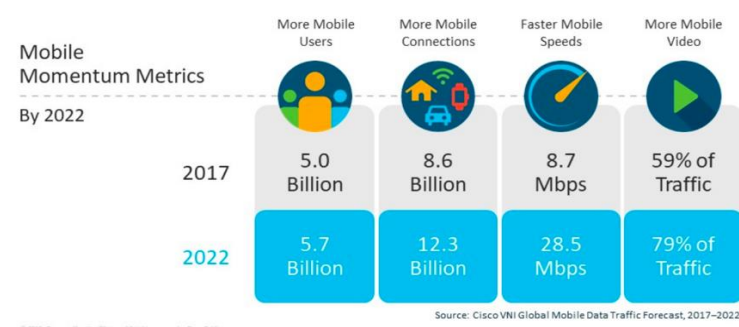 Mobile
Momentum Metrics
By 2022
More Mobile
Users
More Mobile
Connections
Faster Mobile
Speeds
More Mobile
Video
2017
5.0
Billion
8.6
Billion
8.7
Mbps
59% of
Traffic
2022
5.7
Billion
12.3
Billion
28.5
Mbps
79% of
Traffic
Source: Cisco VNI Global Mobile Data Traffic Forecast, 2017–2022